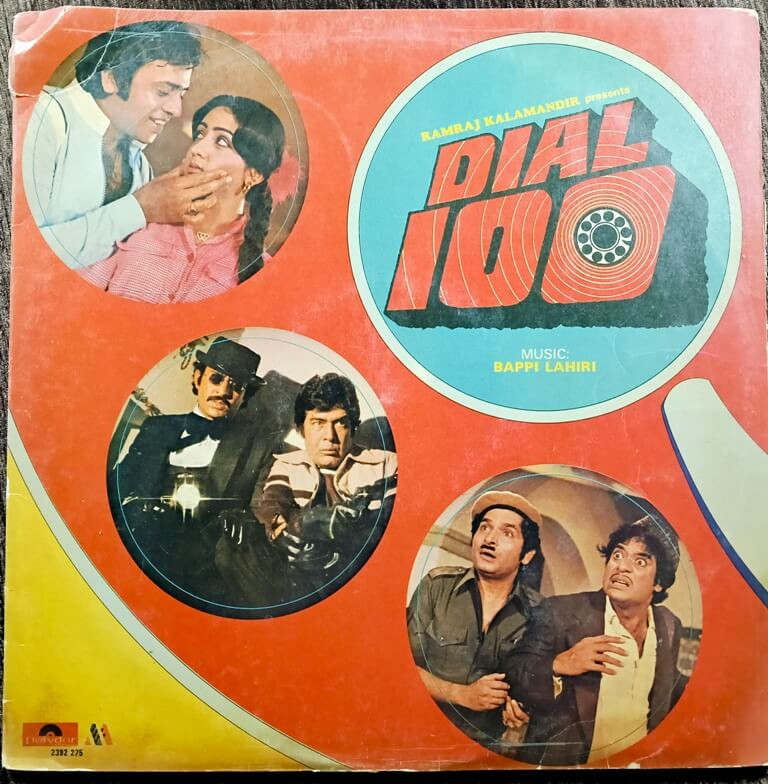 RAMRAJ KALAMANDIR presents
DIAL
100
MUSIC:
BAPPI LAHIRI
polydor
2392 275